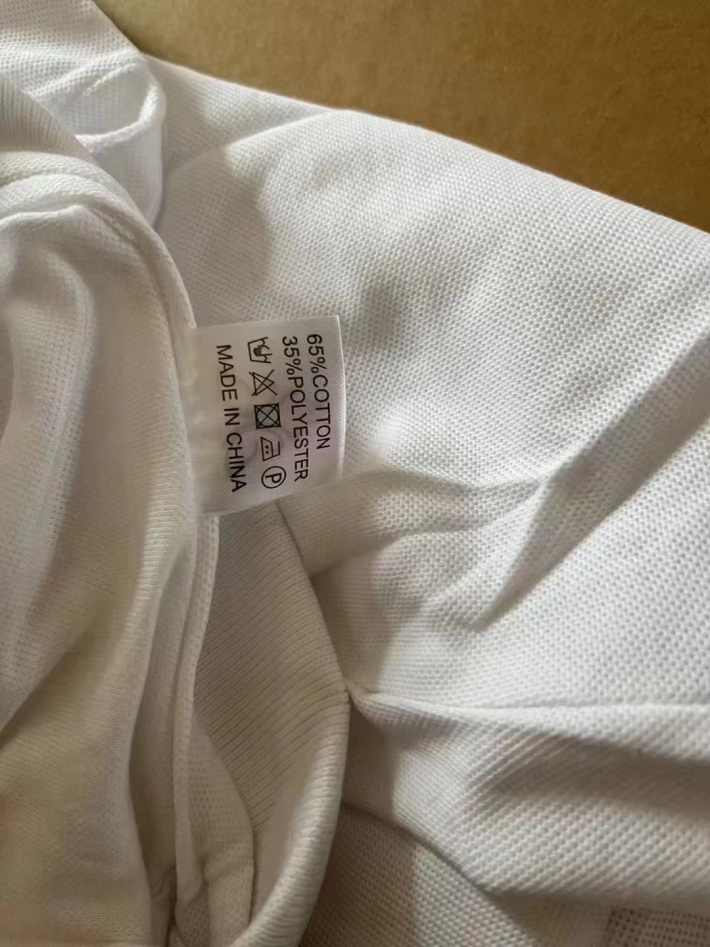 65%COTTON
35%POLYESTER
P
MADE IN CHINA